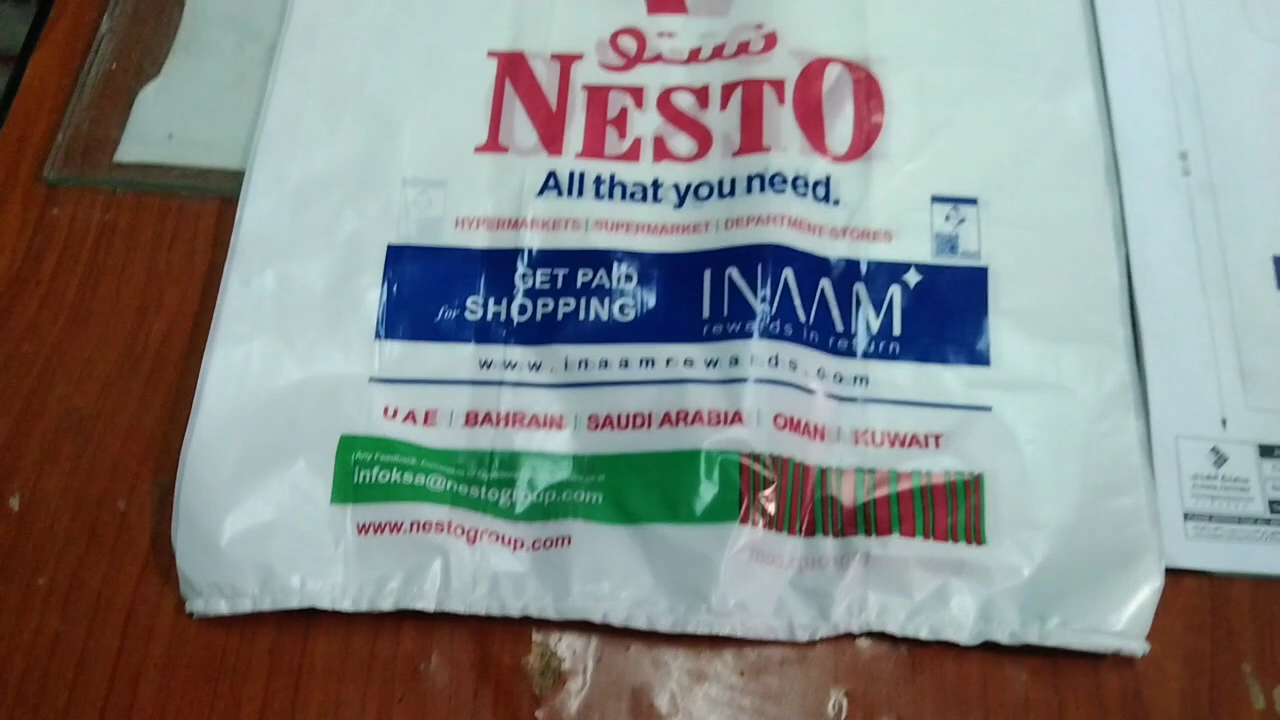 نستو
NESTO
All that you need.
HYPERMARKETS | SUPERMARKET | DEPARTMENT STORES
GET PAID
for SHOPPING
INAAM
rewards in return
www.inaamrewards.com
UAE | BAHRAIN | SAUDI ARABIA | OMAN | KUWAIT
infoksa@nestogroup.com
www.nestogroup.com